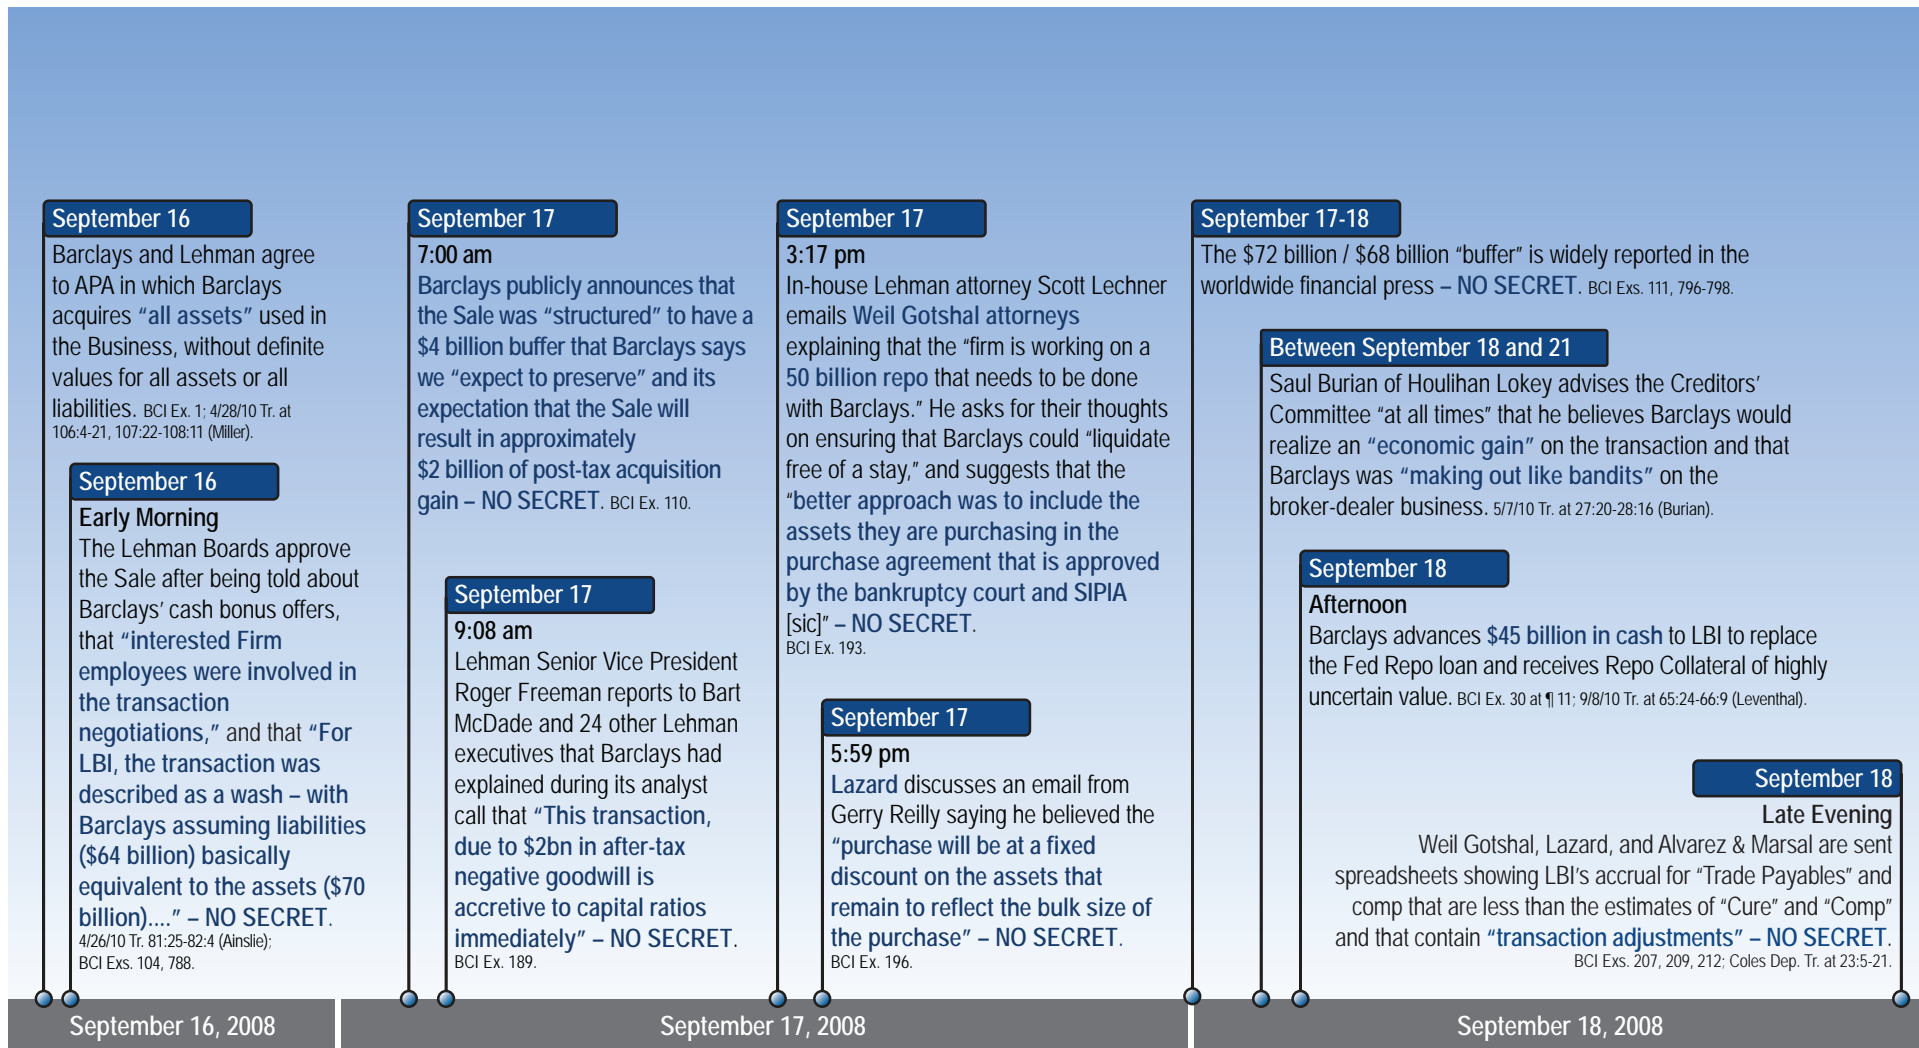 September 16
Barclays and Lehman agree
to APA in which Barclays
acquires “all assets” used in
the Business, without definite
values for all assets or all
liabilities. BCI Ex. 1; 4/28/10 Tr. at
106:4-21, 107:22-108:11 (Miller).
September 16
Early Morning
The Lehman Boards approve
the Sale after being told about
Barclays’ cash bonus offers,
that “interested Firm
employees were involved in
the transaction
negotiations,” and that “For
LBI, the transaction was
described as a wash – with
Barclays assuming liabilities
($64 billion) basically
equivalent to the assets ($70
billion)....” – NO SECRET.
4/26/10 Tr. 81:25-82:4 (Ainslie);
BCI Exs. 104, 788.
September 17
7:00 am
Barclays publicly announces that
the Sale was “structured” to have a
$4 billion buffer that Barclays says
we “expect to preserve” and its
expectation that the Sale will
result in approximately
$2 billion of post-tax acquisition
gain – NO SECRET. BCI Ex. 110.
September 17
9:08 am
Lehman Senior Vice President
Roger Freeman reports to Bart
McDade and 24 other Lehman
executives that Barclays had
explained during its analyst
call that “This transaction,
due to $2bn in after-tax
negative goodwill is
accretive to capital ratios
immediately” – NO SECRET.
BCI Ex. 189.
September 17
3:17 pm
In-house Lehman attorney Scott Lechner
emails Weil Gotshal attorneys
explaining that the “firm is working on a
50 billion repo that needs to be done
with Barclays.” He asks for their thoughts
on ensuring that Barclays could “liquidate
free of a stay,” and suggests that the
“better approach was to include the
assets they are purchasing in the
purchase agreement that is approved
by the bankruptcy court and SIPIA
[sic]” – NO SECRET.
BCI Ex. 193.
September 17
5:59 pm
Lazard discusses an email from
Gerry Reilly saying he believed the
“purchase will be at a fixed
discount on the assets that
remain to reflect the bulk size of
the purchase” – NO SECRET.
BCI Ex. 196.
September 17-18
The $72 billion / $68 billion “buffer” is widely reported in the
worldwide financial press – NO SECRET. BCI Exs. 111, 796-798.
Between September 18 and 21
Saul Burian of Houlihan Lokey advises the Creditors’
Committee “at all times” that he believes Barclays would
realize an “economic gain” on the transaction and that
Barclays was “making out like bandits” on the
broker-dealer business. 5/7/10 Tr. at 27:20-28:16 (Burian).
September 18
Afternoon
Barclays advances $45 billion in cash to LBI to replace
the Fed Repo loan and receives Repo Collateral of highly
uncertain value. BCI Ex. 30 at ¶ 11; 9/8/10 Tr. at 65:24-66:9 (Leventhal).
September 18
Late Evening
Weil Gotshal, Lazard, and Alvarez & Marsal are sent
spreadsheets showing LBI’s accrual for “Trade Payables” and
comp that are less than the estimates of “Cure” and “Comp”
and that contain “transaction adjustments” – NO SECRET.
BCI Exs. 207, 209, 212; Coles Dep. Tr. at 23:5-21.
September 16, 2008
September 17, 2008
September 18, 2008